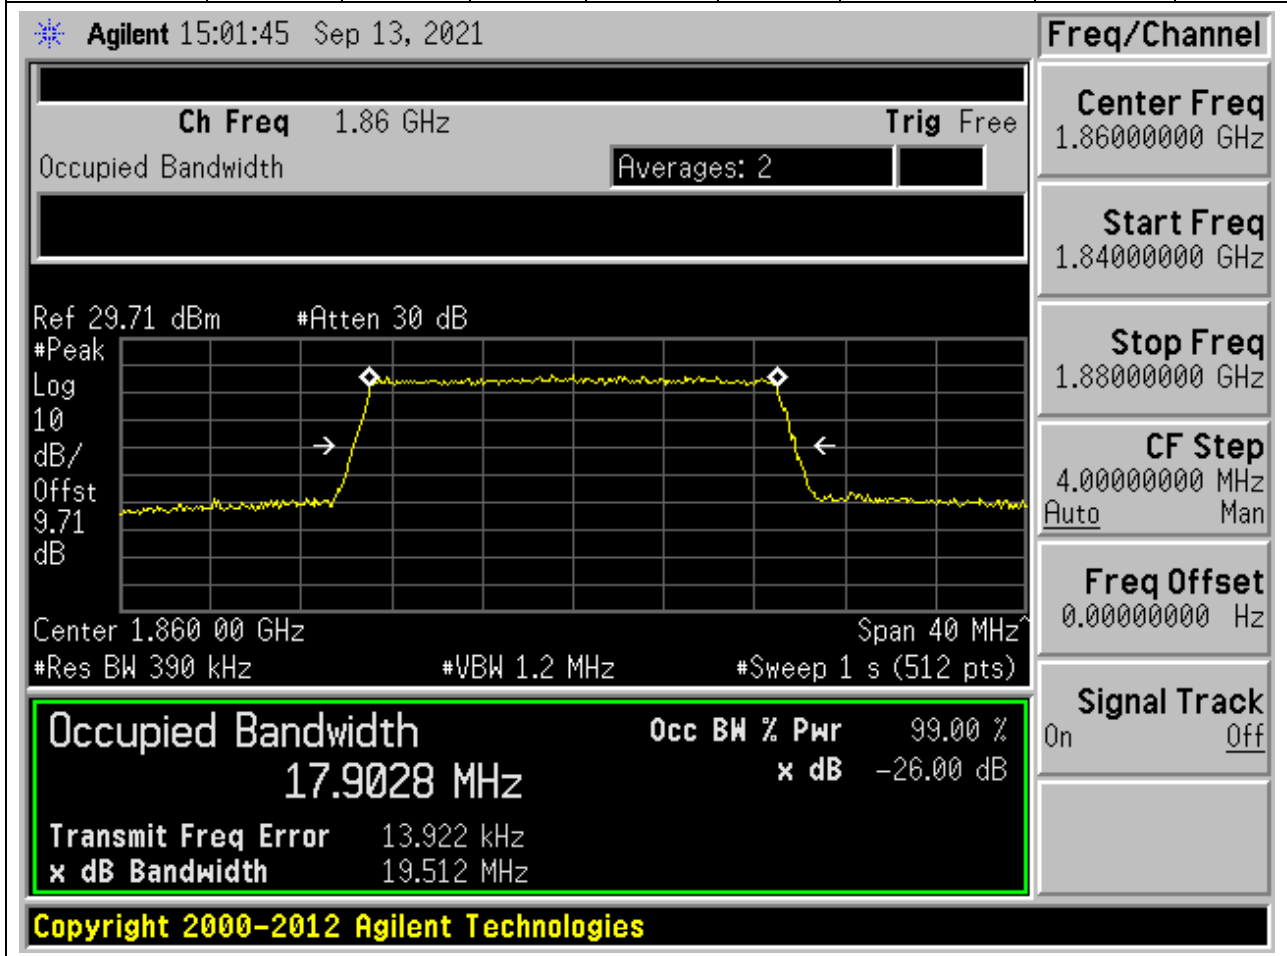 Agilent 15:01:45 Sep 13, 2021
Freq/Channel
Ch Freq 1.86 GHz Trig Free
Occupied Bandwidth Averages: 2
Center Freq
1.86000000 GHz
Start Freq
1.84000000 GHz
Stop Freq
1.88000000 GHz
CF Step
4.00000000 MHz
Auto Man
Freq Offset
0.00000000 Hz
Signal Track
On Off
Ref 29.71 dBm #Atten 30 dB
#Peak
Log
10
dB/
Offst
9.71
dB
Center 1.860 00 GHz Span 40 MHz^
#Res BW 390 kHz #VBW 1.2 MHz #Sweep 1 s (512 pts)
Occupied Bandwidth Occ BW % Pwr 99.00 %
17.9028 MHz x dB -26.00 dB
Transmit Freq Error 13.922 kHz
x dB Bandwidth 19.512 MHz
Copyright 2000-2012 Agilent Technologies